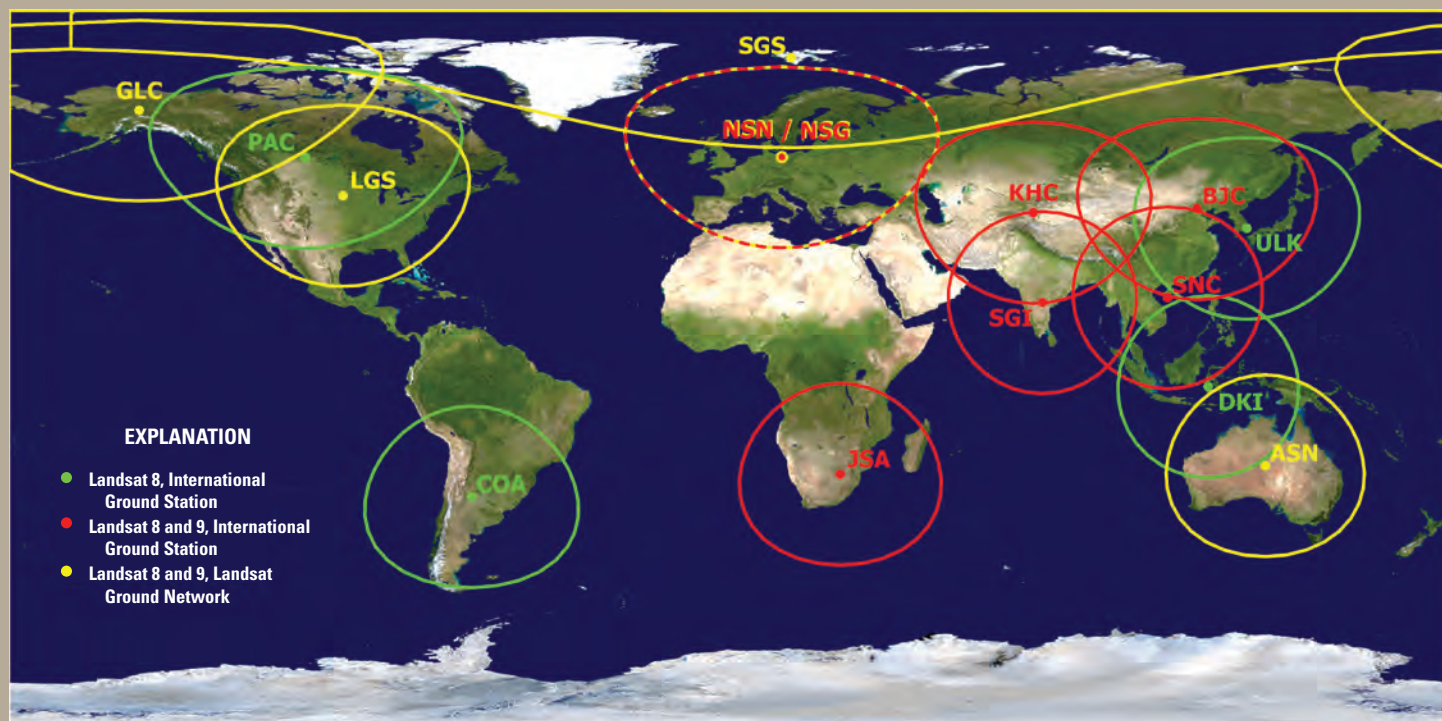 SGS
GLC
NSN / NSG
PAC
LGS
KHC
BJC
ULK
SNC
SGI
DKI
ASN
JSA
COA
EXPLANATION
Landsat 8, International
Ground Station
Landsat 8 and 9, International
Ground Station
Landsat 8 and 9, Landsat
Ground Network